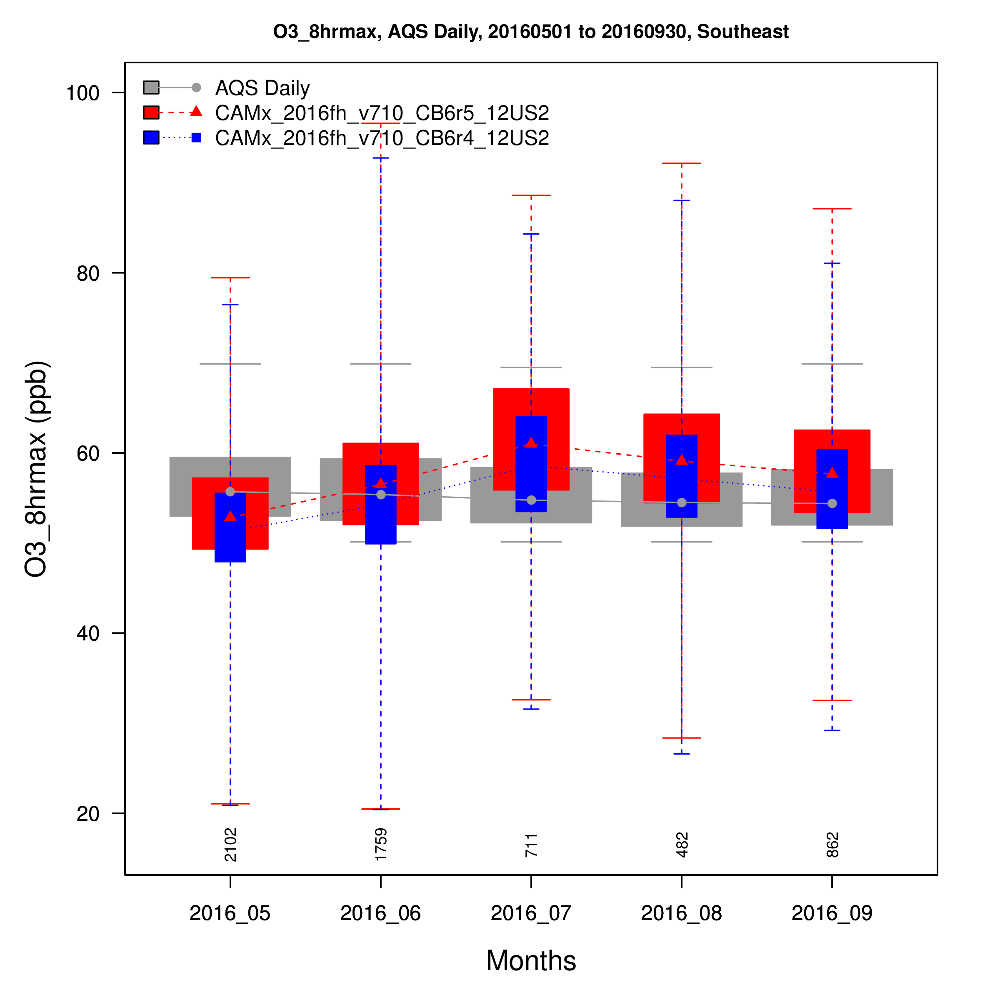 O3_8hrmax, AQS Daily, 20160501 to 20160930, Southeast
AQS Daily
CAMx_2016fh_v710_CB6r5_12US2
CAMx_2016fh_v710_CB6r4_12US2
100
80
60
40
20
O3_8hrmax (ppb)
2102
1759
711
482
862
2016_05
2016_06
2016_07
2016_08
2016_09
Months